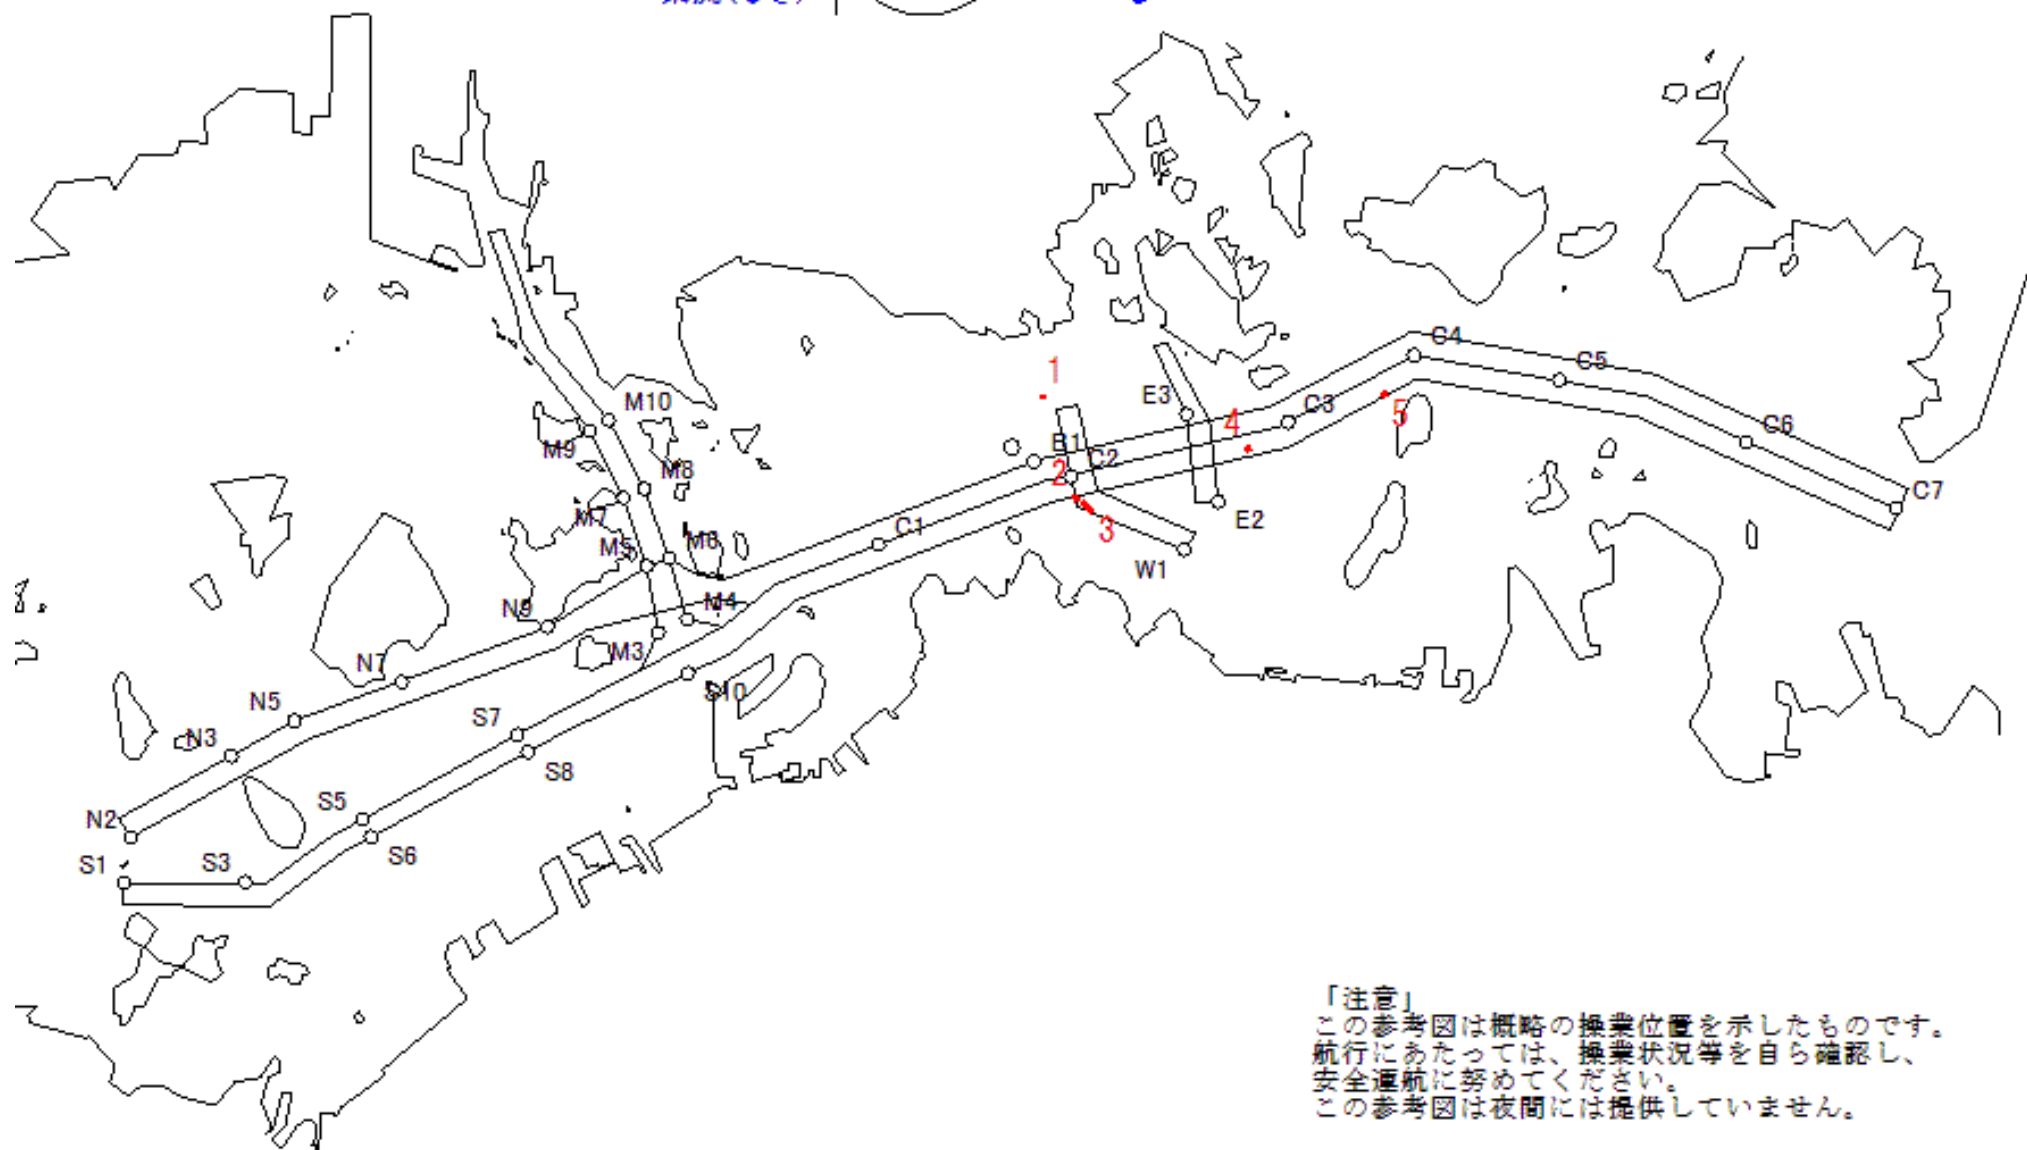 1
C4
C5
M10
E3
4
C3
5
C6
M9
B1
M8
2
C2
C7
M7
C1
3
E2
M5
M6
W1
N9
M4
N7
M3
N5
S10
N3
S7
S8
N2
S5
S1
S3
S6
「注意」
この参考図は概略の操業位置を示したものです。
航行にあたっては、操業状況等を自ら確認し、
安全運航に努めてください。
この参考図は夜間には提供していません。